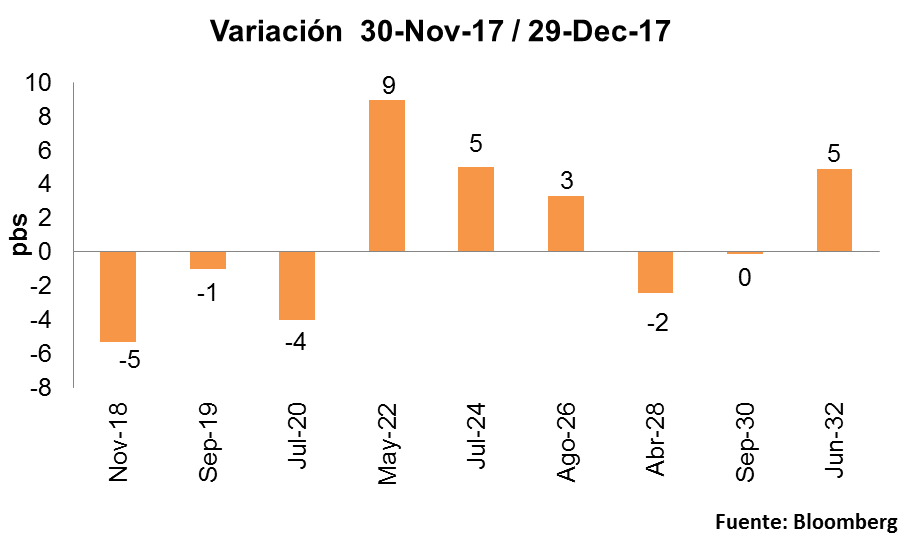 Variación 30-Nov-17 / 29-Dec-17
pbs
10
8
6
4
2
0
-2
-4
-6
-8
-5
-1
-4
9
5
3
-2
0
5
Nov-18
Sep-19
Jul-20
May-22
Jul-24
Ago-26
Abr-28
Sep-30
Jun-32
Fuente: Bloomberg